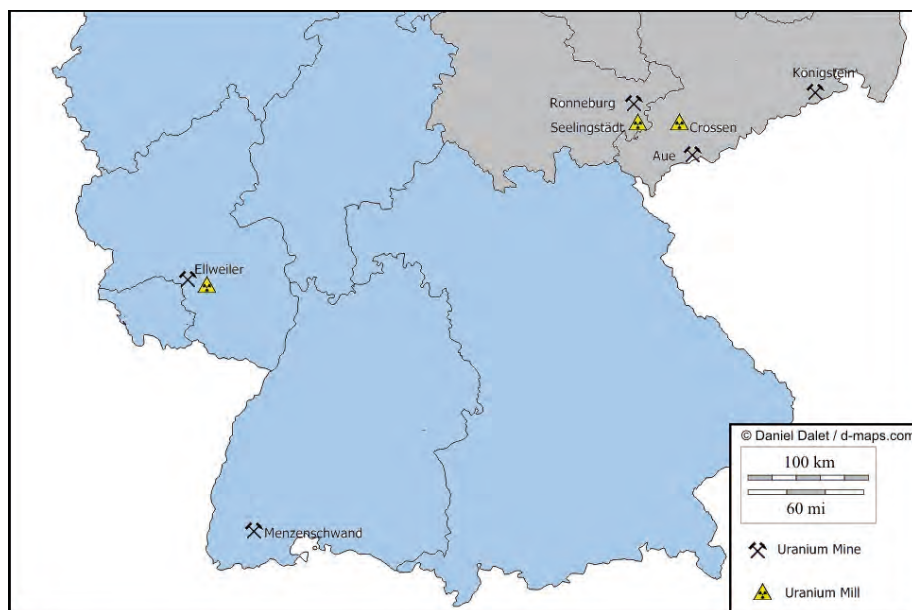 Königstein
Ronneburg
Seelingstädt
Crossen
Aue
Ellweiler
Menzenschwand
© Daniel Dalet / d-maps.com
100 km
60 mi
Uranium Mine
Uranium Mill